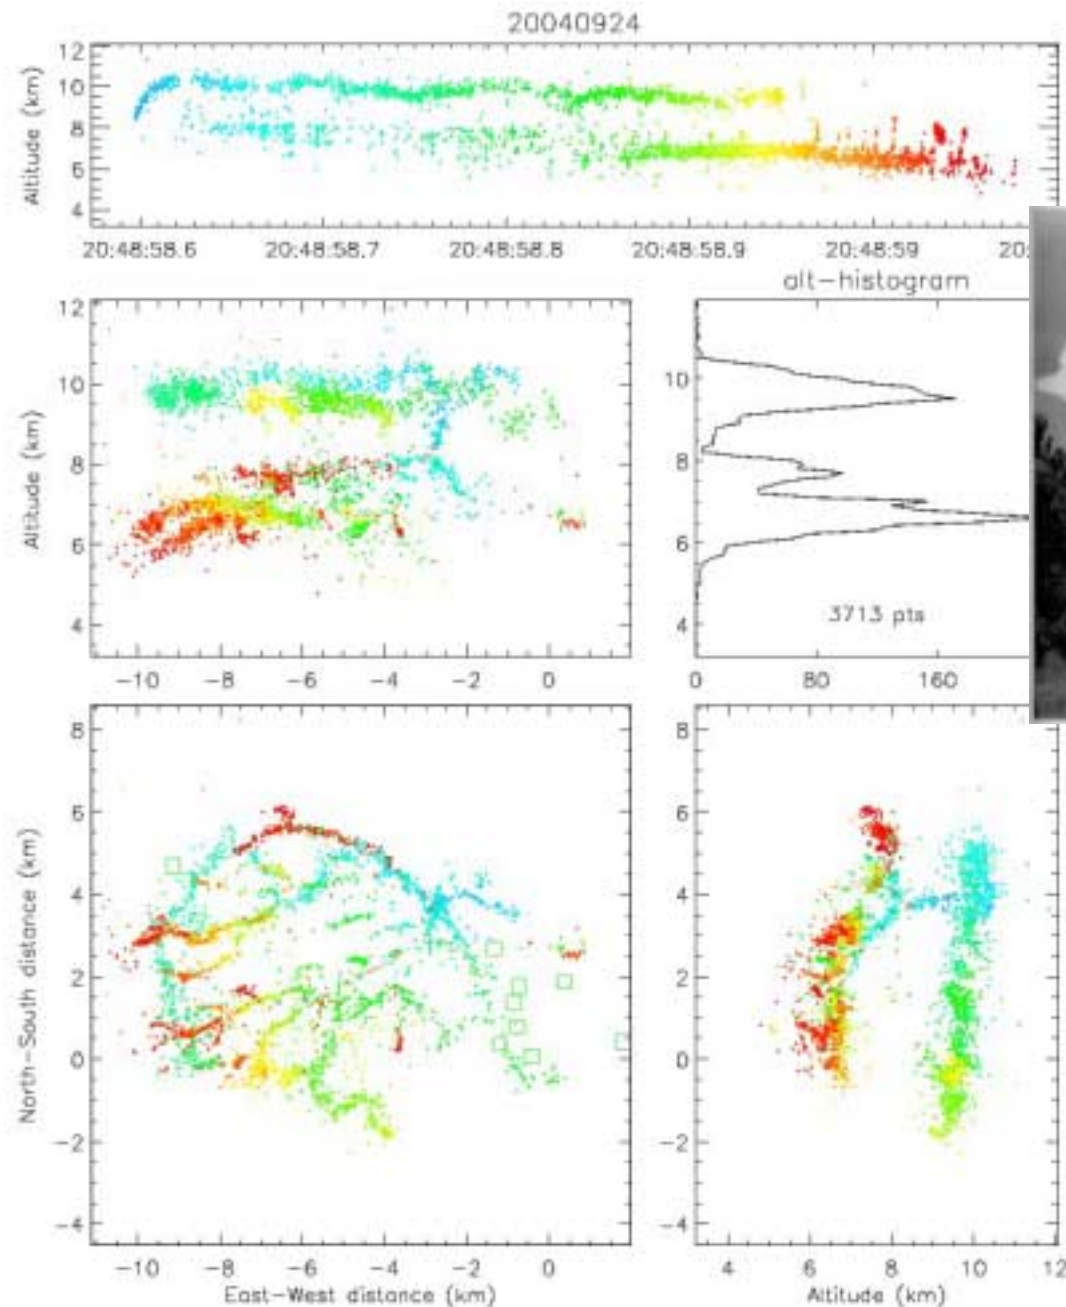 20040924
Altitude (km)
12
10
8
6
4
20:48:58.6 20:48:58.7 20:48:58.8 20:48:58.9 20:48:59
alt-histogram
Altitude (km)
12
10
8
6
4
-10 -8 -6 -4 -2 0
10
8
6
4
3713 pts
0 80 160
North-South distance (km)
8
6
4
2
0
-2
-4
-10 -8 -6 -4 -2 0
East-West distance (km)
8
6
4
2
0
-2
-4
4 6 8 10 12
Altitude (km)